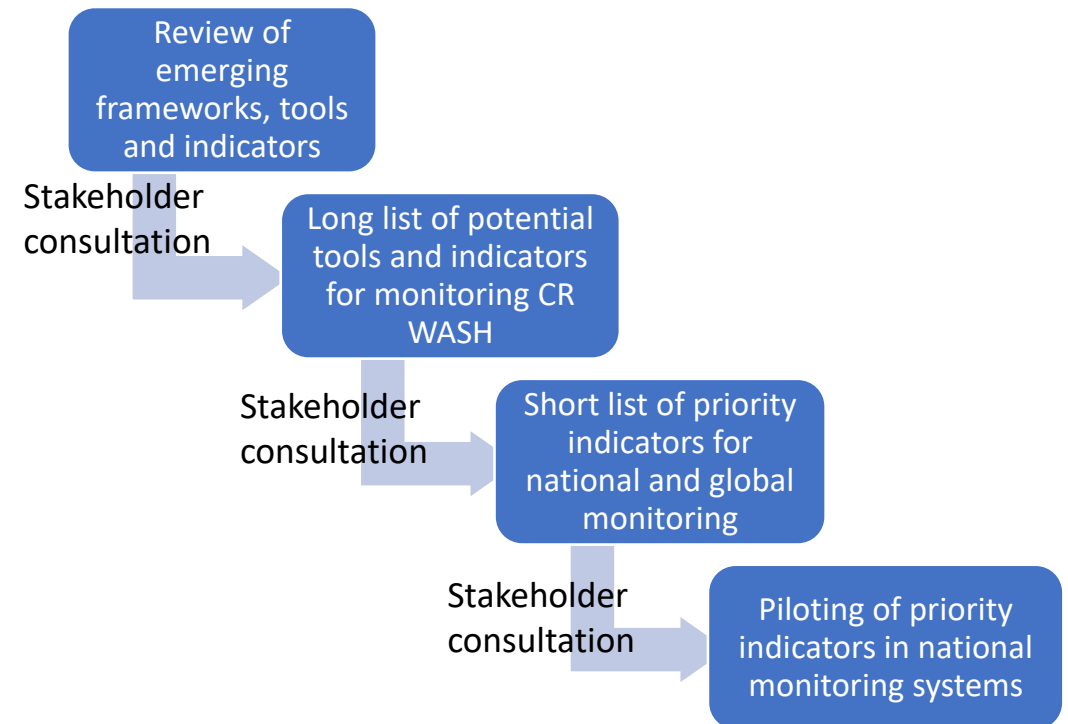 Review of
emerging
frameworks, tools
and indicators
Stakeholder
consultation
Long list of potential
tools and indicators
for monitoring CR
WASH
Stakeholder
consultation
Short list of priority
indicators for
national and global
monitoring
Stakeholder
consultation
Piloting of priority
indicators in national
monitoring systems